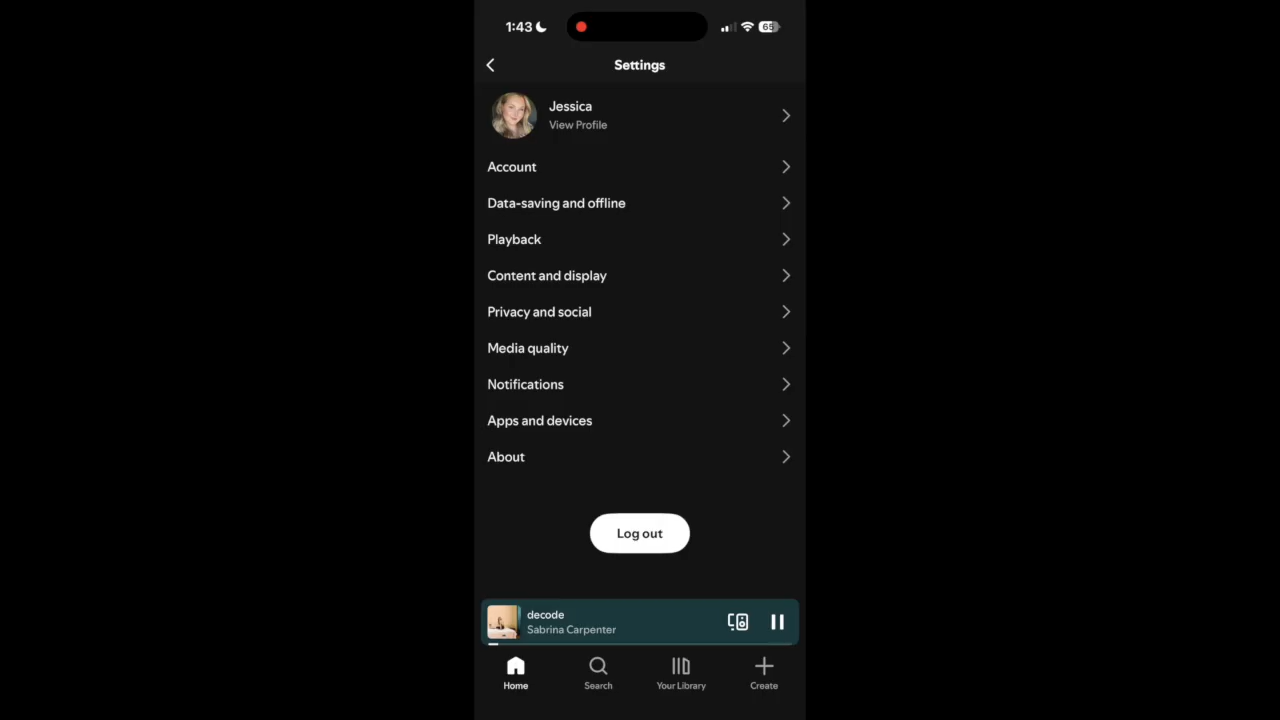 1:43
65
Settings
Jessica
View Profile
Account
Data-saving and offline
Playback
Content and display
Privacy and social
Media quality
Notifications
Apps and devices
About
Log out
decode
Sabrina Carpenter
Home
Search
Your Library
Create